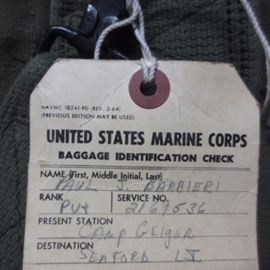 NAVMC 10241-PD (REV. 3-64)
(PREVIOUS EDITION MAY BE USED)
UNITED STATES MARINE CORPS
BAGGAGE IDENTIFICATION CHECK
NAME (First, Middle Initial, Last)
PAUL J. BARBIERI
RANK SERVICE NO.
PVT 2169536
PRESENT STATION
CAMP GEIGER
DESTINATION
SEAFORD